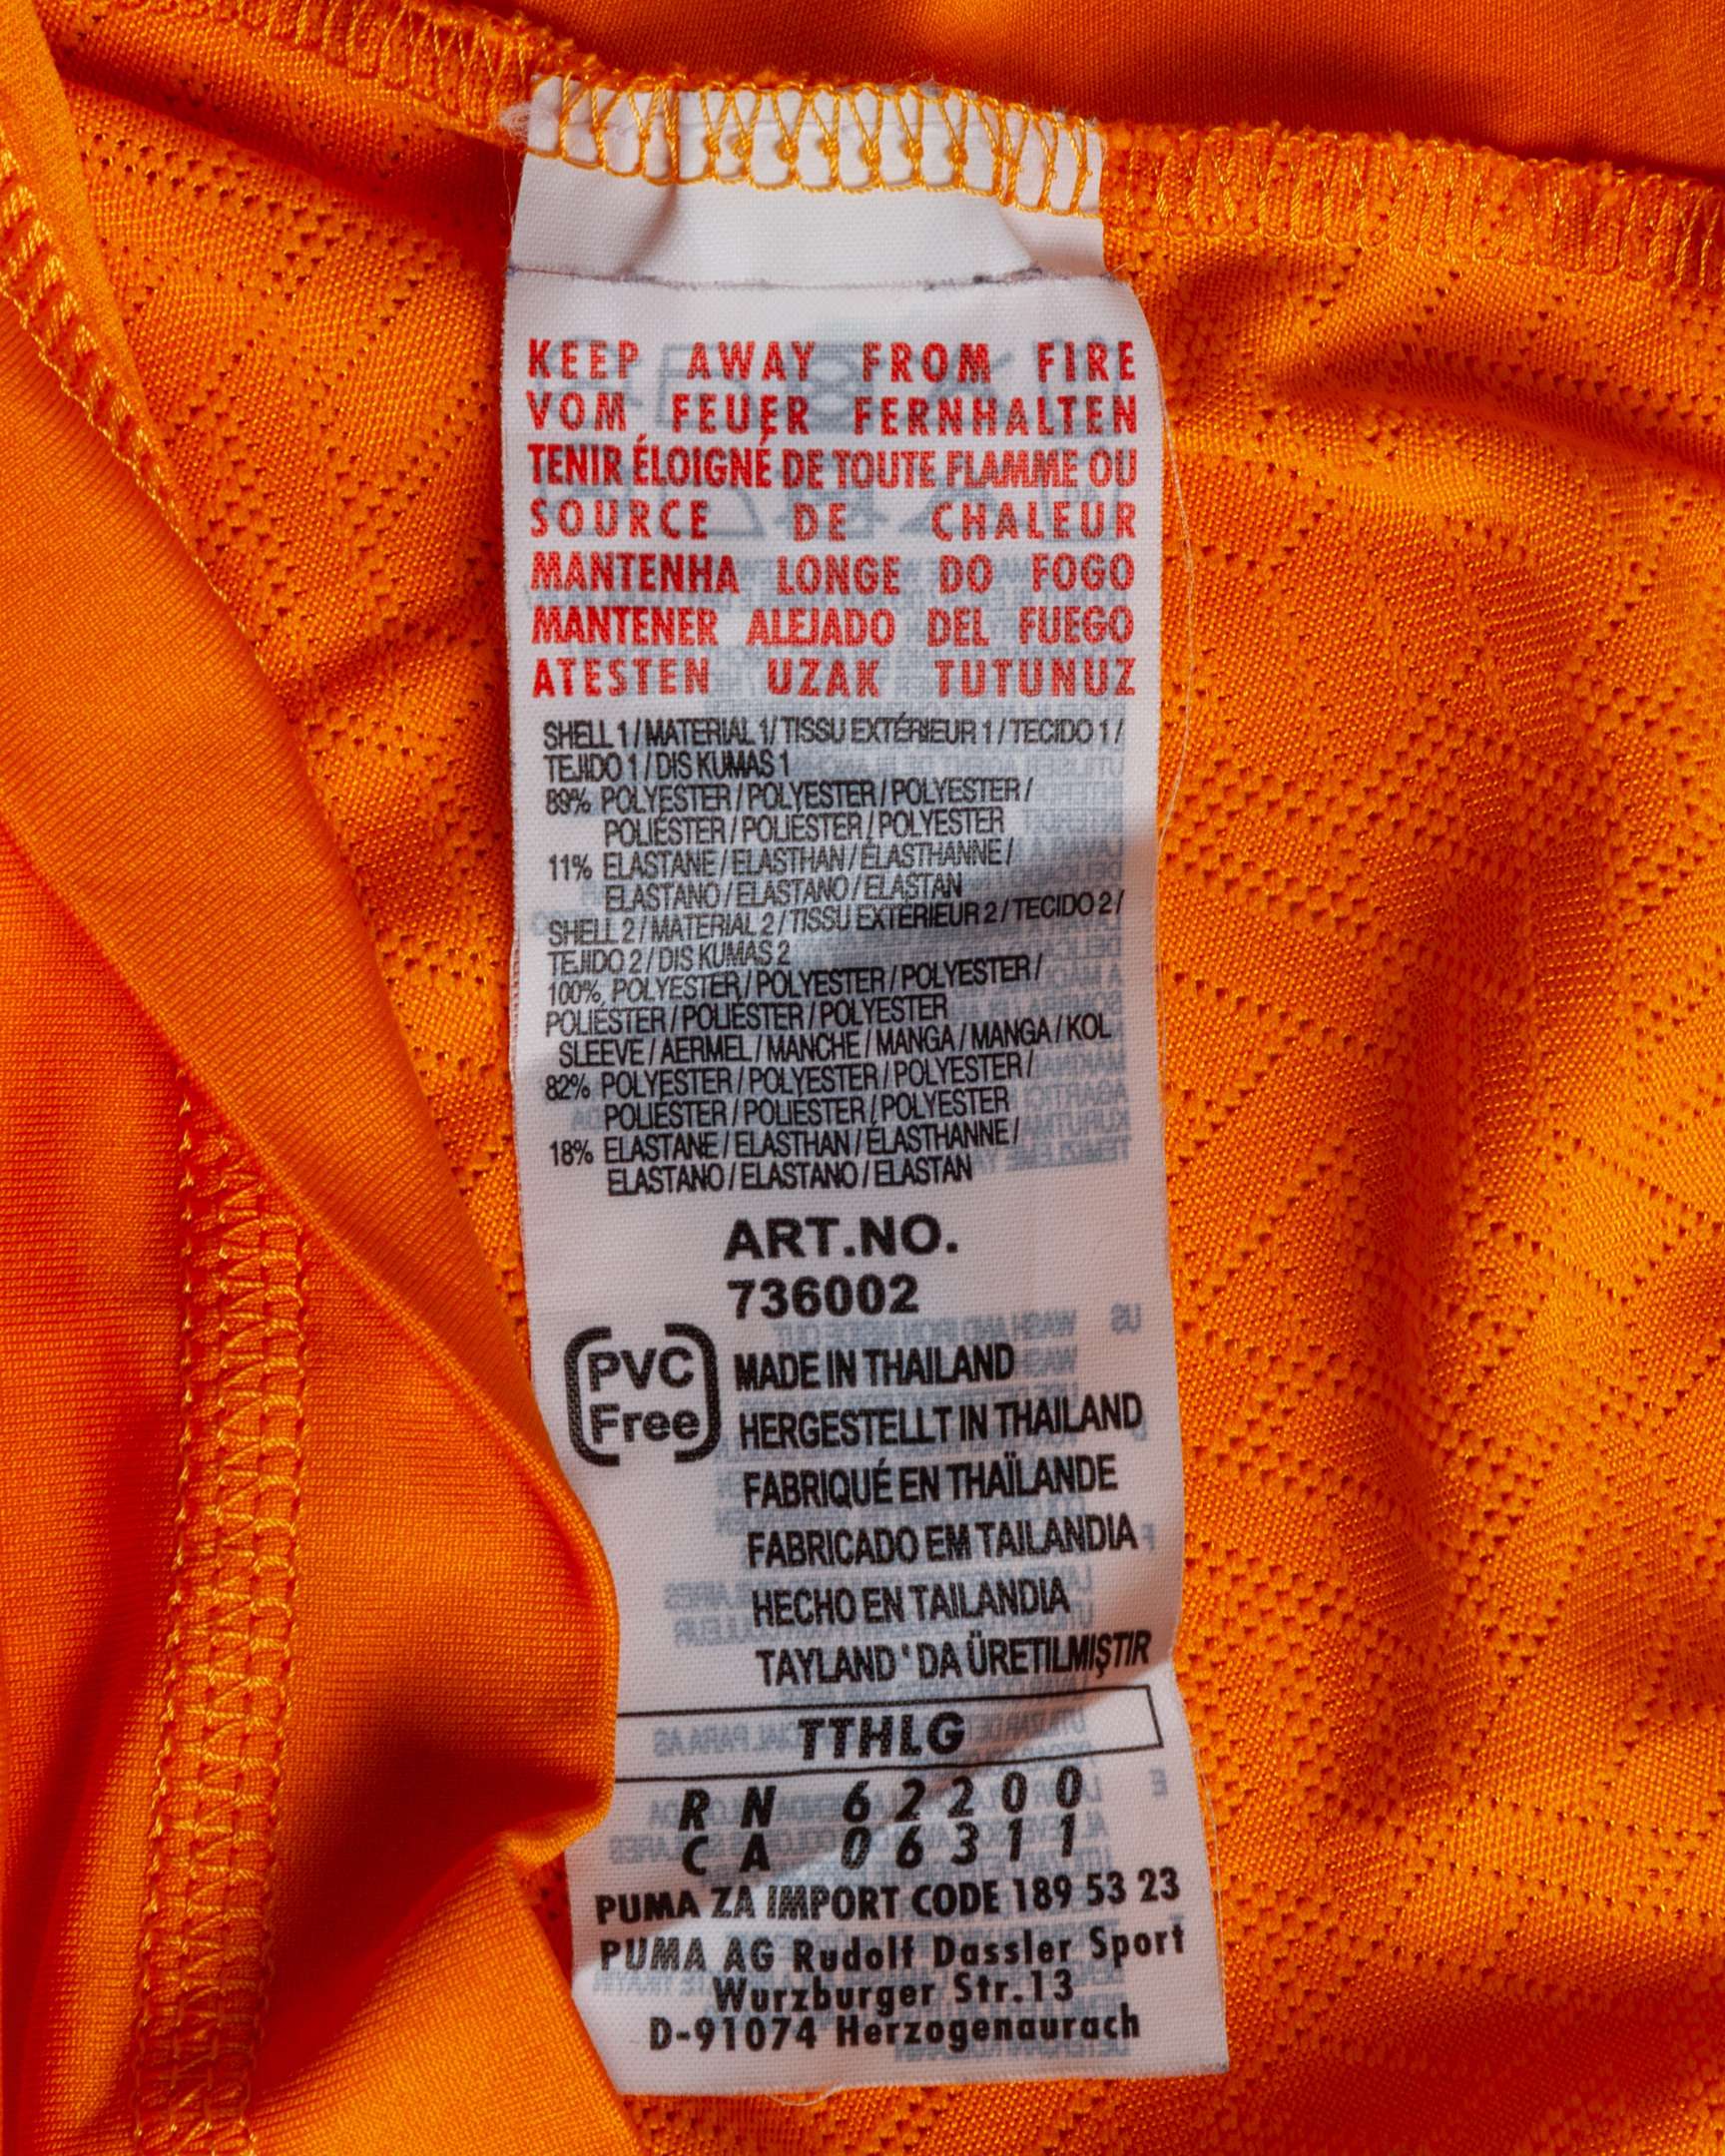 KEEP AWAY FROM FIRE
VOM FEUER FERNHALTEN
TENIR ÉLOIGNÉ DE TOUTE FLAMME OU
SOURCE DE CHALEUR
MANTENHA LONGE DO FOGO
MANTENER ALEJADO DEL FUEGO
ATESTEN UZAK TUTUNUZ
SHELL 1 / MATERIAL 1 / TISSU EXTÉRIEUR 1 / TECIDO 1 /
TEJIDO 1 / DIS KUMAS 1
89% POLYESTER / POLYESTER / POLYESTER /
POLIÉSTER / POLIÉSTER / POLYESTER
11% ELASTANE / ELASTHAN / ÉLASTHANNE /
ELASTANO / ELASTANO / ELASTAN
SHELL 2 / MATERIAL 2 / TISSU EXTÉRIEUR 2 / TECIDO 2 /
TEJIDO 2 / DIS KUMAS 2
100% POLYESTER / POLYESTER / POLYESTER /
POLIÉSTER / POLIÉSTER / POLYESTER
SLEEVE / AERMEL / MANCHE / MANGA / MANGA / KOL
82% POLYESTER / POLYESTER / POLYESTER /
POLIÉSTER / POLIÉSTER / POLYESTER
18% ELASTANE / ELASTHAN / ÉLASTHANNE /
ELASTANO / ELASTANO / ELASTAN
ART.NO.
736002
PVC
Free
MADE IN THAILAND
HERGESTELLT IN THAILAND
FABRIQUÉ EN THAÏLANDE
FABRICADO EM TAILANDIA
HECHO EN TAILANDIA
TAYLAND'DA ÜRETILMIŞTIR
TTHLG
RN 62200
CA 06311
PUMA ZA IMPORT CODE 189 53 23
PUMA AG Rudolf Dassler Sport
Wurzburger Str.13
D-91074 Herzogenaurach